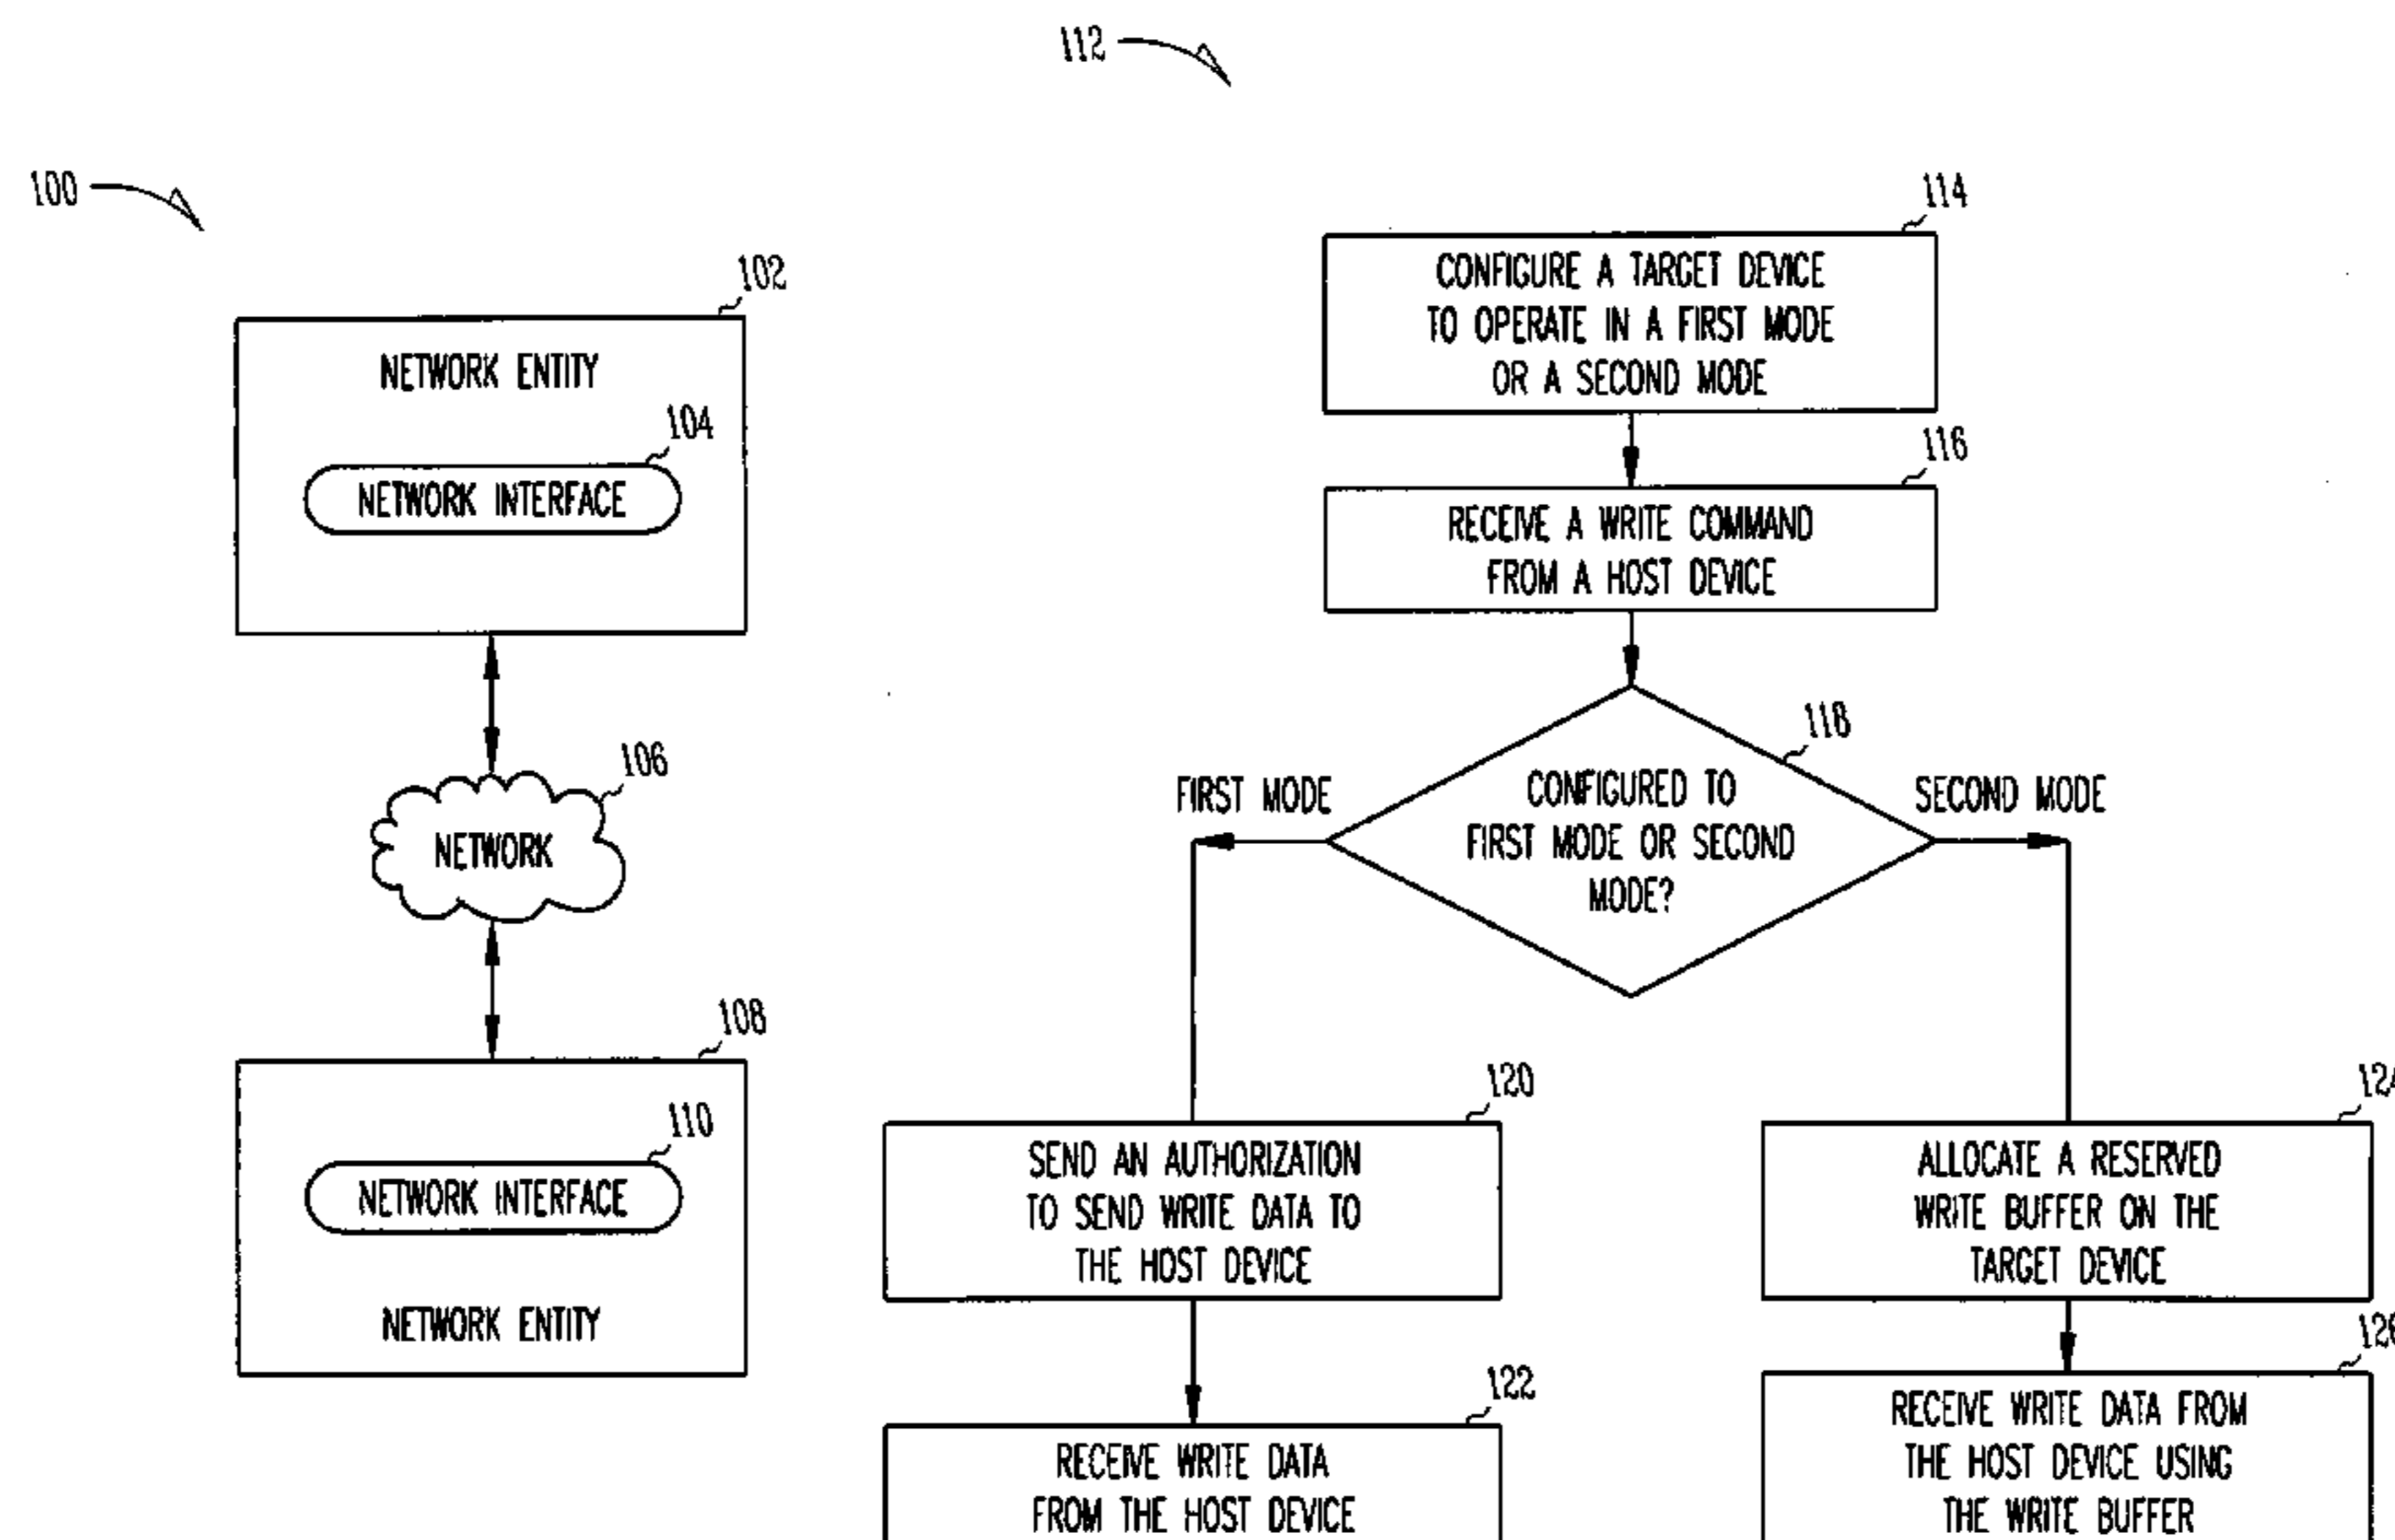 100
102
NETWORK ENTITY
104
NETWORK INTERFACE
106
NETWORK
108
110
NETWORK INTERFACE
NETWORK ENTITY
112
114
CONFIGURE A TARGET DEVICE
TO OPERATE IN A FIRST MODE
OR A SECOND MODE
116
RECEIVE A WRITE COMMAND
FROM A HOST DEVICE
118
FIRST MODE
CONFIGURED TO
FIRST MODE OR SECOND
MODE?
SECOND MODE
120
SEND AN AUTHORIZATION
TO SEND WRITE DATA TO
THE HOST DEVICE
122
RECEIVE WRITE DATA
FROM THE HOST DEVICE
124
ALLOCATE A RESERVED
WRITE BUFFER ON THE
TARGET DEVICE
126
RECEIVE WRITE DATA FROM
THE HOST DEVICE USING
THE WRITE BUFFER